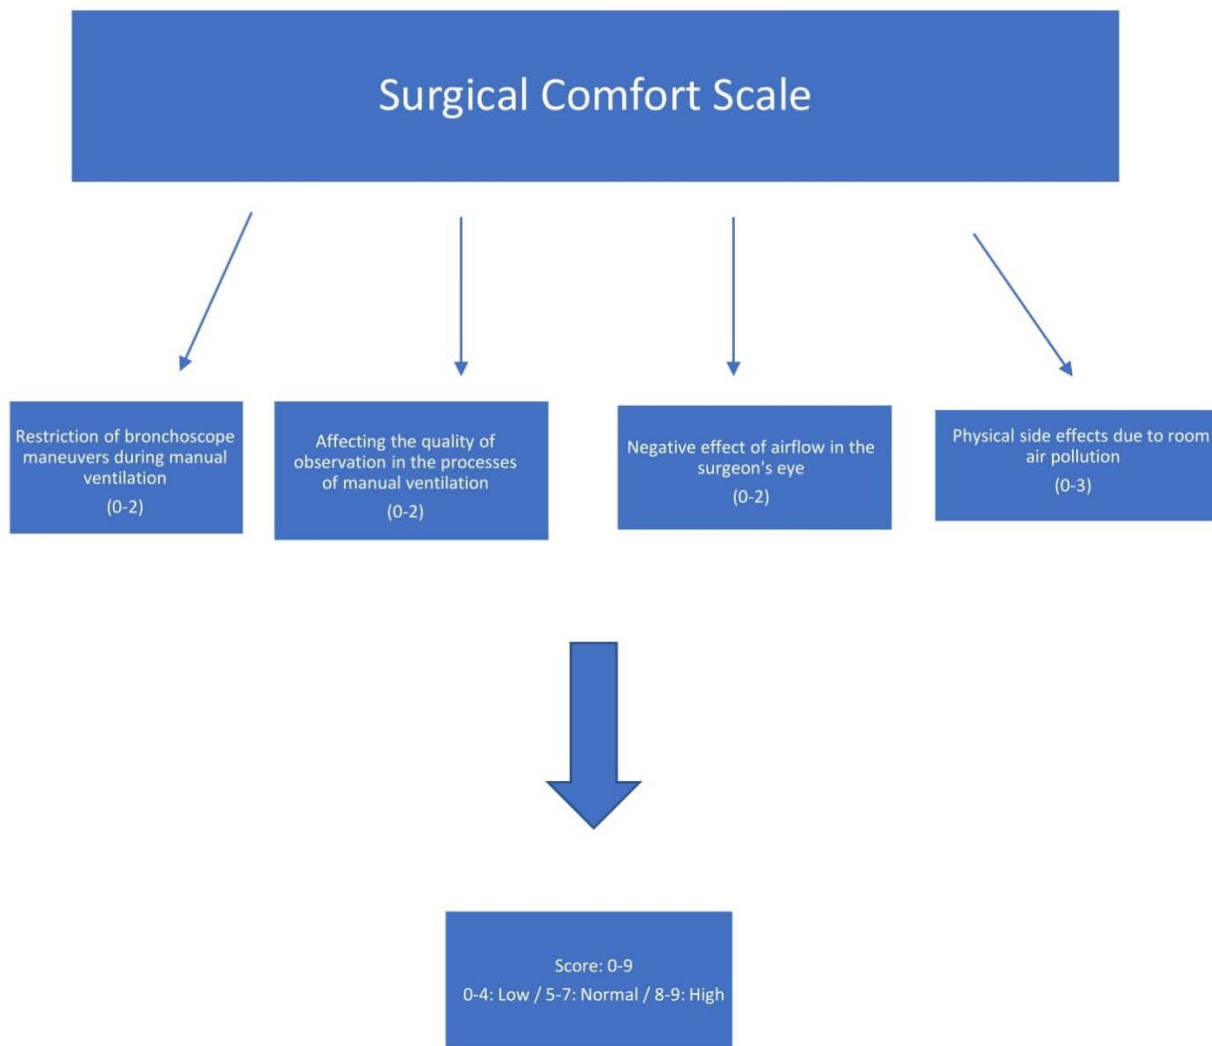 Surgical Comfort Scale
Restriction of bronchoscope
maneuvers during manual
ventilation
(0-2)
Affecting the quality of
observation in the processes
of manual ventilation
(0-2)
Negative effect of airflow in the
surgeon's eye
(0-2)
Physical side effects due to room
air pollution
(0-3)
Score: 0-9
0-4: Low / 5-7: Normal / 8-9: High